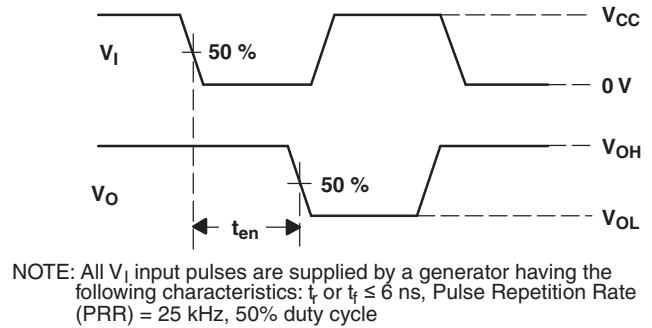 V_CC
V_I
50 %
0 V
V_OH
V_O
50 %
t_en
V_OL
NOTE: All V_I input pulses are supplied by a generator having the
following characteristics: t_r or t_f ≤ 6 ns, Pulse Repetition Rate
(PRR) = 25 kHz, 50% duty cycle